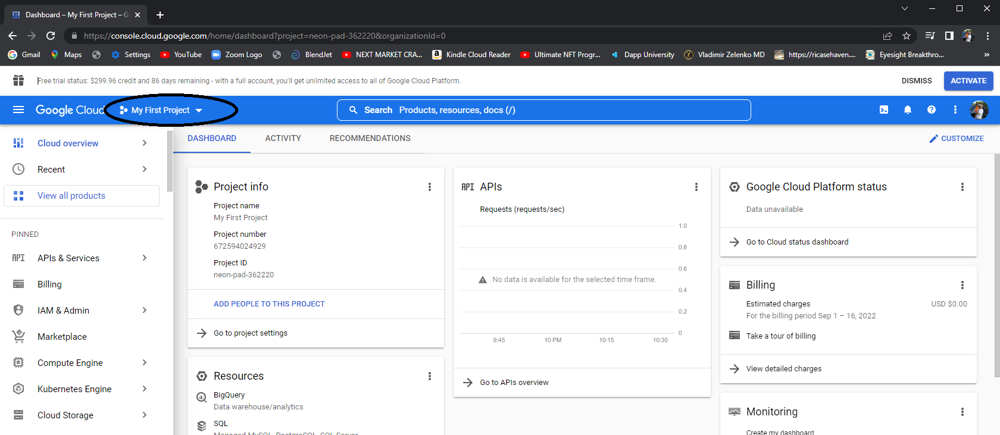 Dashboard – My First Project – G
https://console.cloud.google.com/home/dashboard?project=neon-pad-362220&organizationId=0
Gmail Maps Settings YouTube Zoom Logo BlendJet NEXT MARKET CRA... Kindle Cloud Reader Ultimate NFT Progr... Dapp University Vladimir Zelenko MD https://ricasehaven.... Eyesight Breakthro... »
Free trial status: $299.96 credit and 86 days remaining - with a full account, you'll get unlimited access to all of Google Cloud Platform. DISMISS ACTIVATE
Google Cloud My First Project Search Products, resources, docs (/)
Cloud overview
Recent
View all products
PINNED
API APIs & Services
Billing
IAM & Admin
Marketplace
Compute Engine
Kubernetes Engine
Cloud Storage
DASHBOARD ACTIVITY RECOMMENDATIONS CUSTOMIZE
Project info
Project name
My First Project
Project number
672594024929
Project ID
neon-pad-362220
ADD PEOPLE TO THIS PROJECT
Go to project settings
Resources
BigQuery
Data warehouse/analytics
SQL
Managed MySQL, PostgreSQL, SQL Server
API APIs
Requests (requests/sec)
1.0
0.8
0.6
No data is available for the selected time frame.
0.4
0.2
0
9:45 10 PM 10:15 10:30
Go to APIs overview
Google Cloud Platform status
Data unavailable
Go to Cloud status dashboard
Billing
Estimated charges USD $0.00
For the billing period Sep 1 – 16, 2022
Take a tour of billing
View detailed charges
Monitoring
Create my dashboard